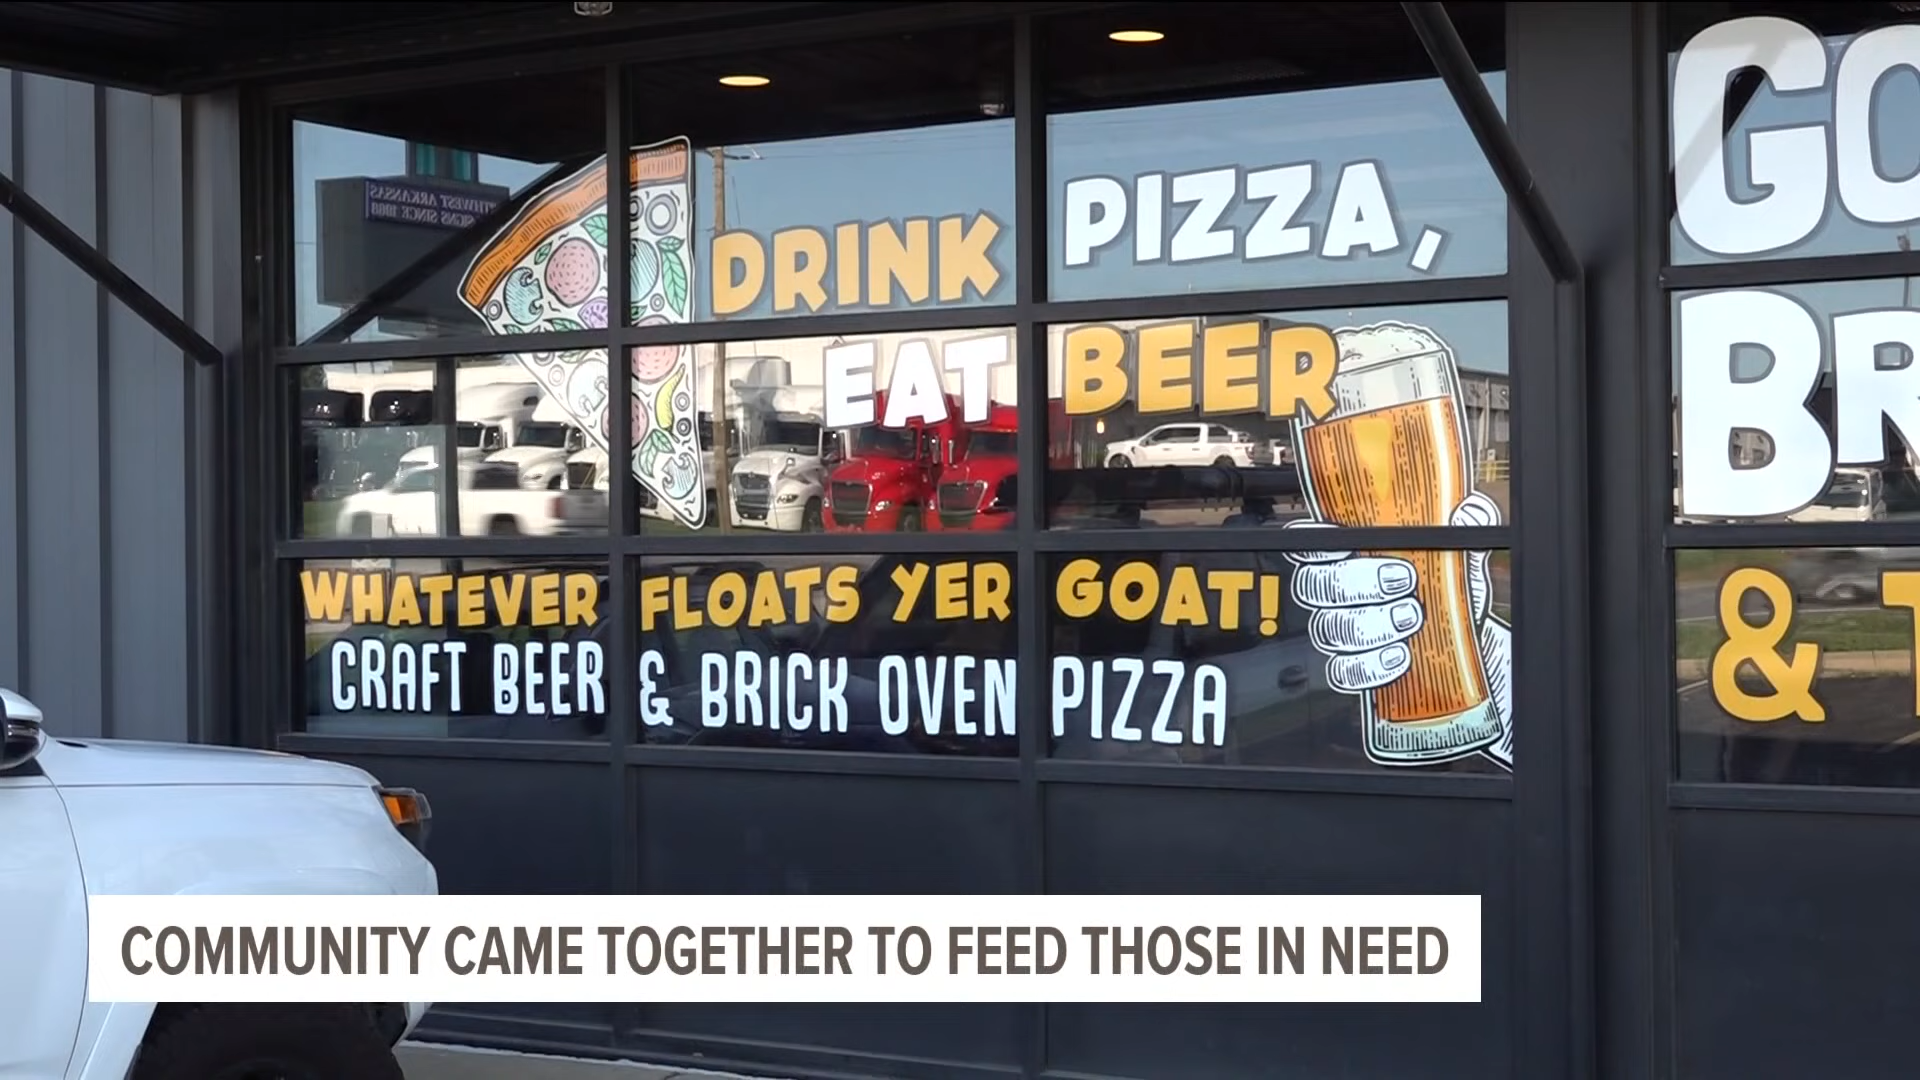 DRINK PIZZA,
EAT BEER
WHATEVER FLOATS YER GOAT!
CRAFT BEER & BRICK OVEN PIZZA
&
COMMUNITY CAME TOGETHER TO FEED THOSE IN NEED